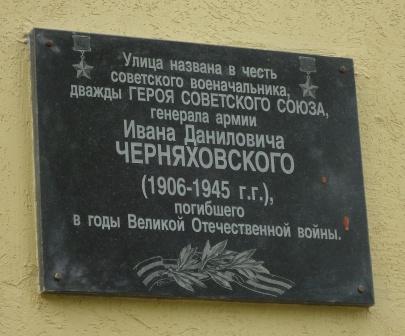 Улица названа в честь
советского военачальника,
дважды ГЕРОЯ СОВЕТСКОГО СОЮЗА,
генерала армии
Ивана Даниловича
ЧЕРНЯХОВСКОГО
(1906-1945 г.г.),
погибшего
в годы Великой Отечественной войны.